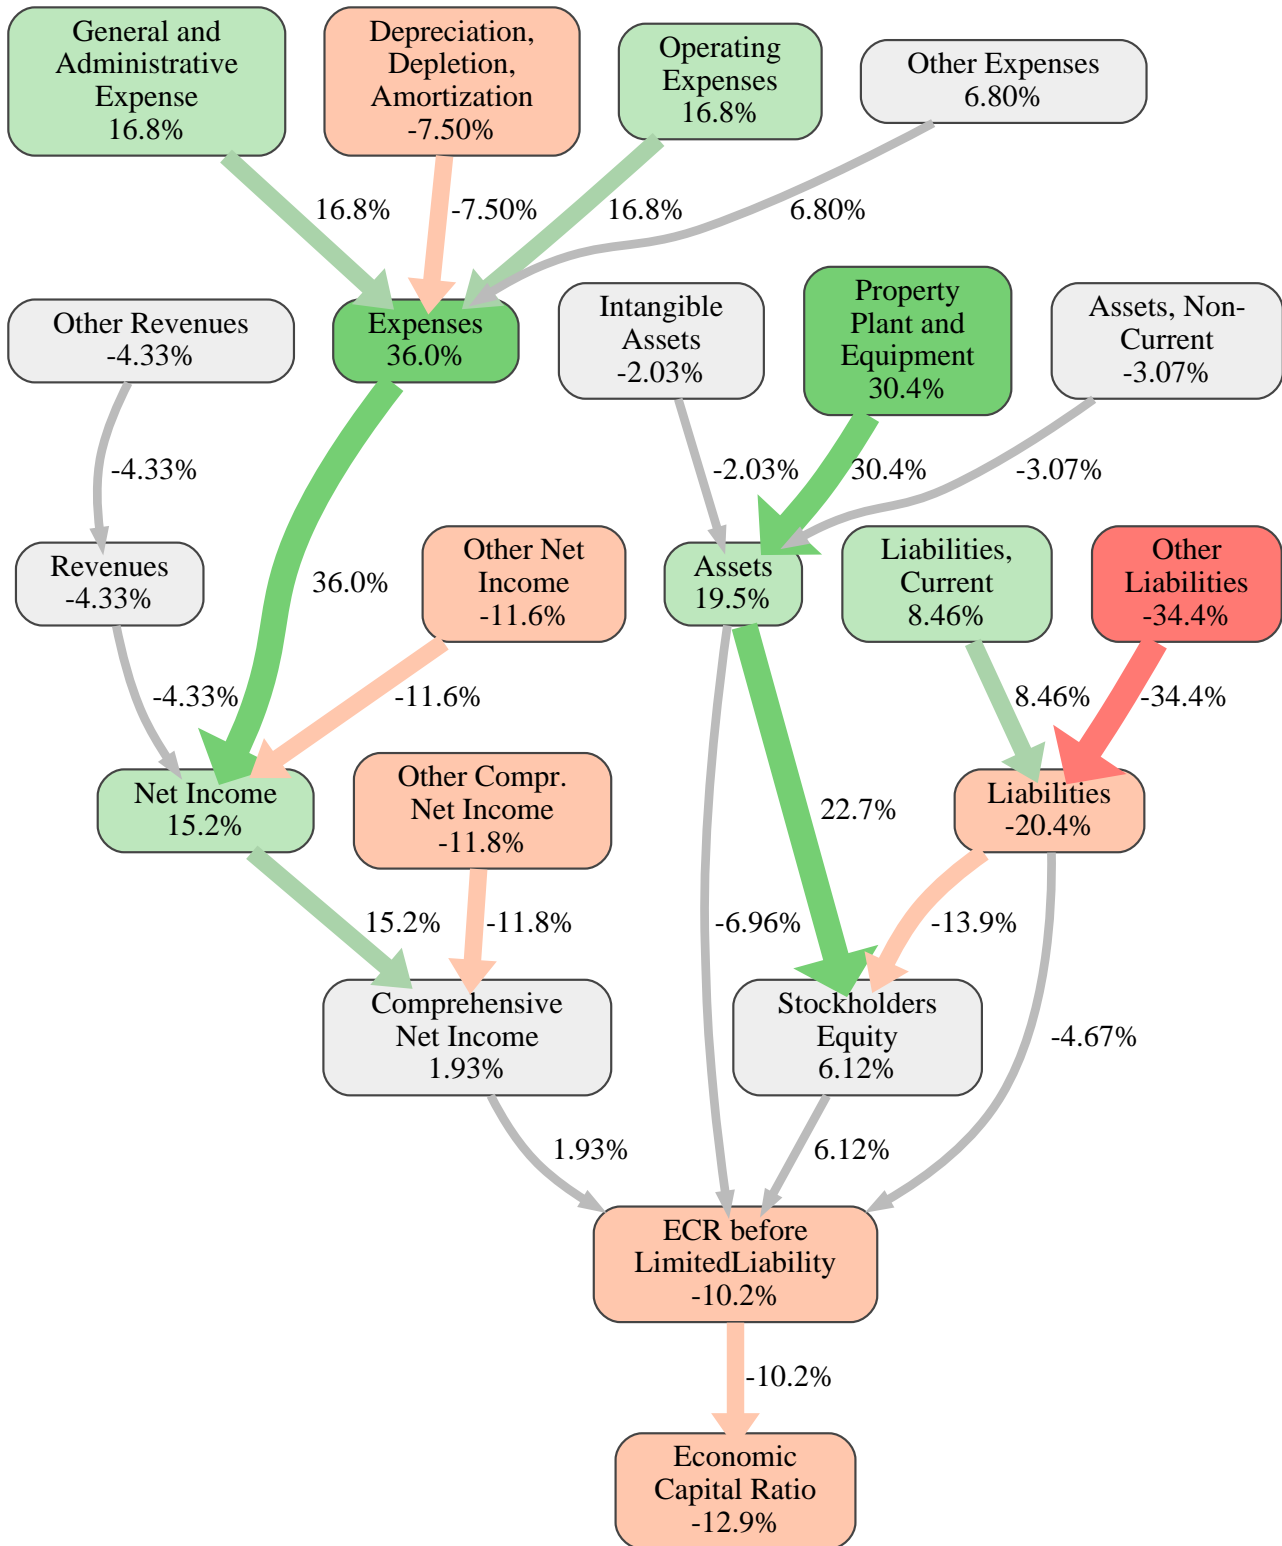 General and
Administrative
Expense
16.8%
Depreciation,
Depletion,
Amortization
-7.50%
Operating
Expenses
16.8%
Other Expenses
6.80%
16.8%
-7.50%
16.8%
6.80%
Other Revenues
-4.33%
Expenses
36.0%
Intangible
Assets
-2.03%
Property
Plant and
Equipment
30.4%
Assets, Non-
Current
-3.07%
-4.33%
-2.03%
30.4%
-3.07%
Revenues
-4.33%
36.0%
Other Net
Income
-11.6%
Assets
19.5%
Liabilities,
Current
8.46%
Other
Liabilities
-34.4%
-4.33%
-11.6%
8.46%
-34.4%
Net Income
15.2%
Other Compr.
Net Income
-11.8%
22.7%
Liabilities
-20.4%
15.2%
-11.8%
-6.96%
-13.9%
Comprehensive
Net Income
1.93%
Stockholders
Equity
6.12%
-4.67%
1.93%
6.12%
ECR before
LimitedLiability
-10.2%
-10.2%
Economic
Capital Ratio
-12.9%